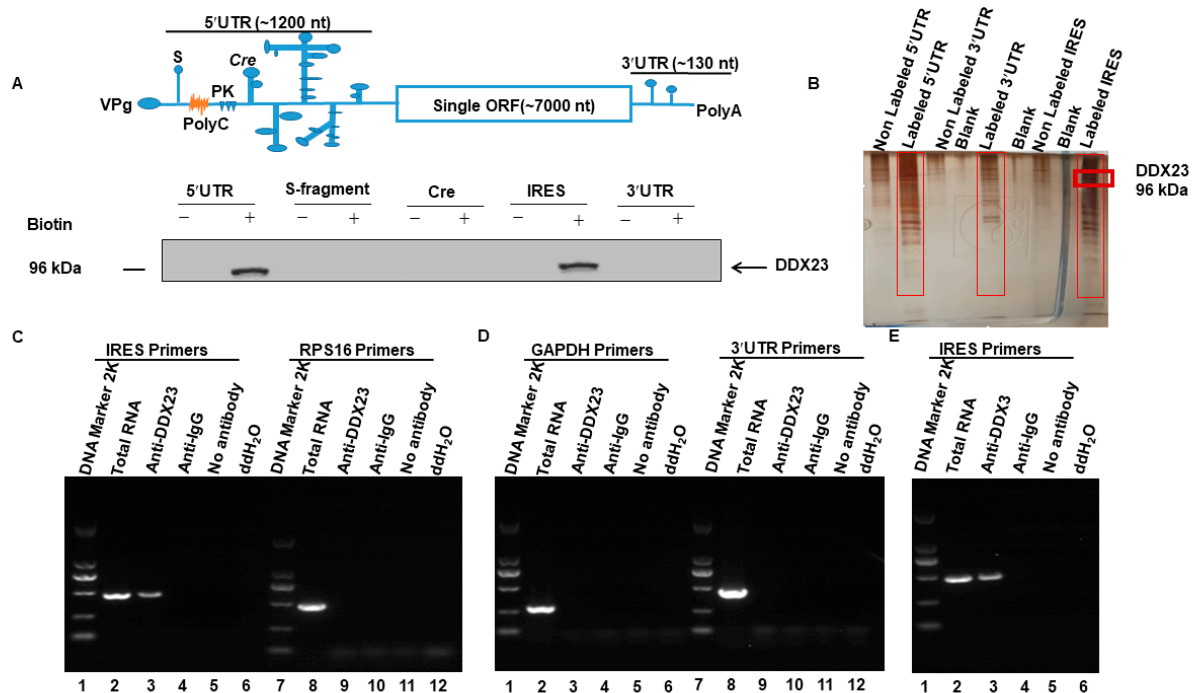 A
5′UTR (~1200 nt)
S
Cre
3′UTR (~130 nt)
PK
VPg
Single ORF(~7000 nt)
PolyA
PolyC
5′UTR S-fragment Cre IRES 3′UTR
Biotin − + − + − + − + − +
96 kDa DDX23
B
Non Labeled 5′UTR
Labeled 5′UTR
Non Labeled 3′UTR
Blank
Labeled 3′UTR
Blank
Non Labeled IRES
Blank
Labeled IRES
DDX23
96 kDa
C
IRES Primers RPS16 Primers
DNA Marker 2K
Total RNA
Anti-DDX23
Anti-IgG
No antibody
ddH₂O
DNA Marker 2K
Total RNA
Anti-DDX23
Anti-IgG
No antibody
ddH₂O
1 2 3 4 5 6 7 8 9 10 11 12
D
GAPDH Primers 3′UTR Primers
DNA Marker 2K
Total RNA
Anti-DDX23
Anti-IgG
No antibody
ddH₂O
DNA Marker 2K
Total RNA
Anti-DDX23
Anti-IgG
No antibody
ddH₂O
1 2 3 4 5 6 7 8 9 10 11 12
E
IRES Primers
DNA Marker 2K
Total RNA
Anti-DDX3
Anti-IgG
No antibody
ddH₂O
1 2 3 4 5 6